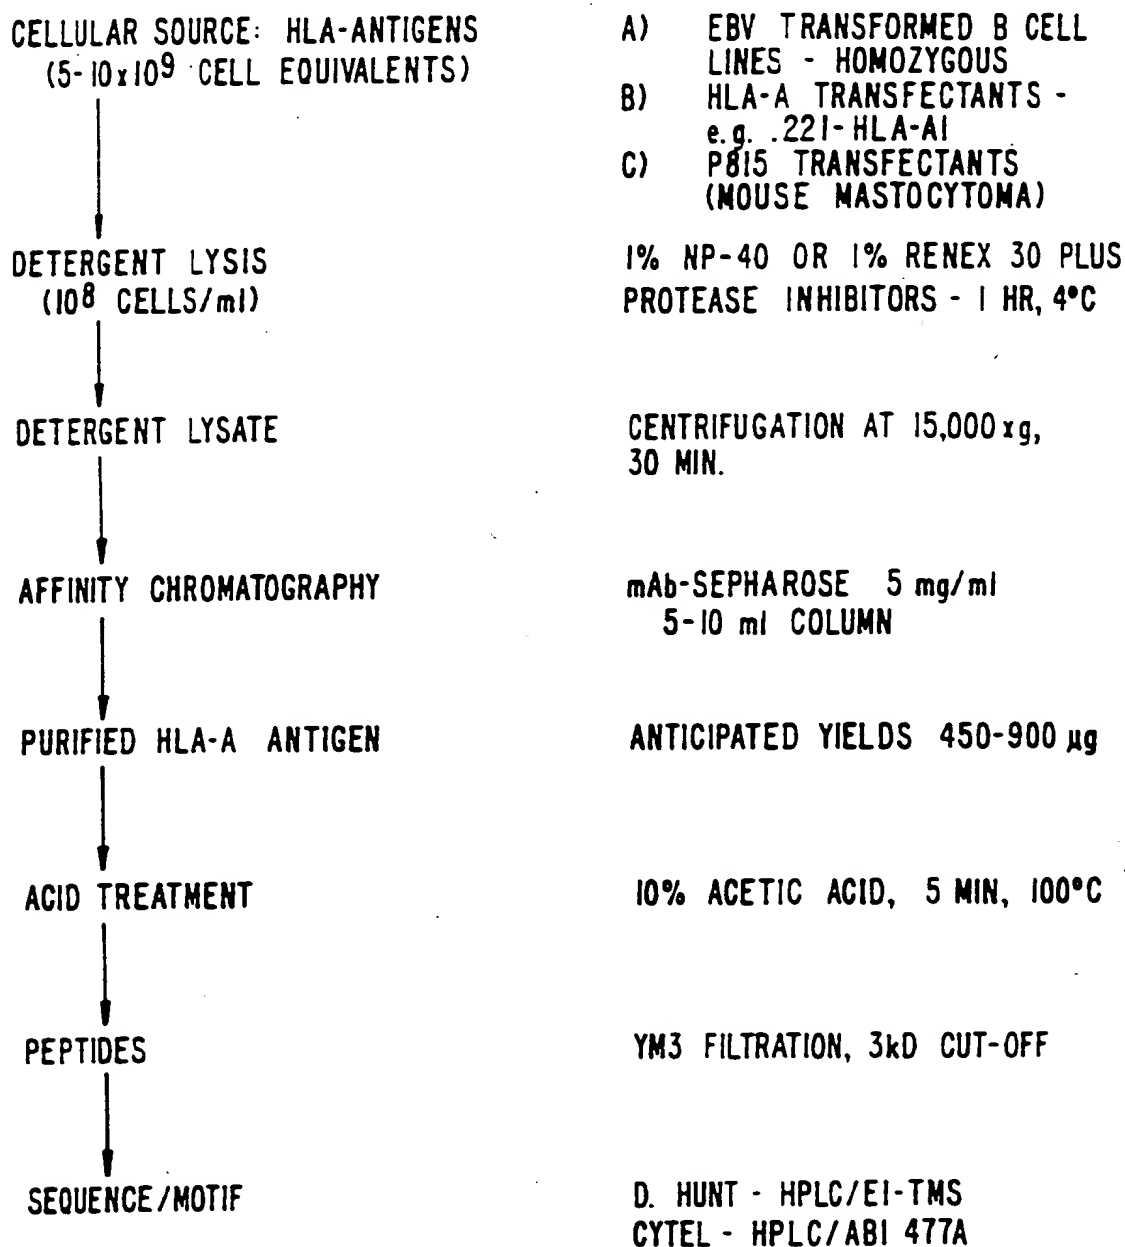 CELLULAR SOURCE: HLA-ANTIGENS
(5-10x10⁹ CELL EQUIVALENTS)
A) EBV TRANSFORMED B CELL
LINES - HOMOZYGOUS
B) HLA-A TRANSFECTANTS -
e.g. .221-HLA-A1
C) P815 TRANSFECTANTS
(MOUSE MASTOCYTOMA)
DETERGENT LYSIS
(10⁸ CELLS/ml)
1% NP-40 OR 1% RENEX 30 PLUS
PROTEASE INHIBITORS - 1 HR, 4°C
DETERGENT LYSATE
CENTRIFUGATION AT 15,000xg,
30 MIN.
AFFINITY CHROMATOGRAPHY
mAb-SEPHAROSE 5 mg/ml
5-10 ml COLUMN
PURIFIED HLA-A ANTIGEN
ANTICIPATED YIELDS 450-900 µg
ACID TREATMENT
10% ACETIC ACID, 5 MIN, 100°C
PEPTIDES
YM3 FILTRATION, 3kD CUT-OFF
SEQUENCE/MOTIF
D. HUNT - HPLC/EI-TMS
CYTEL - HPLC/ABI 477A